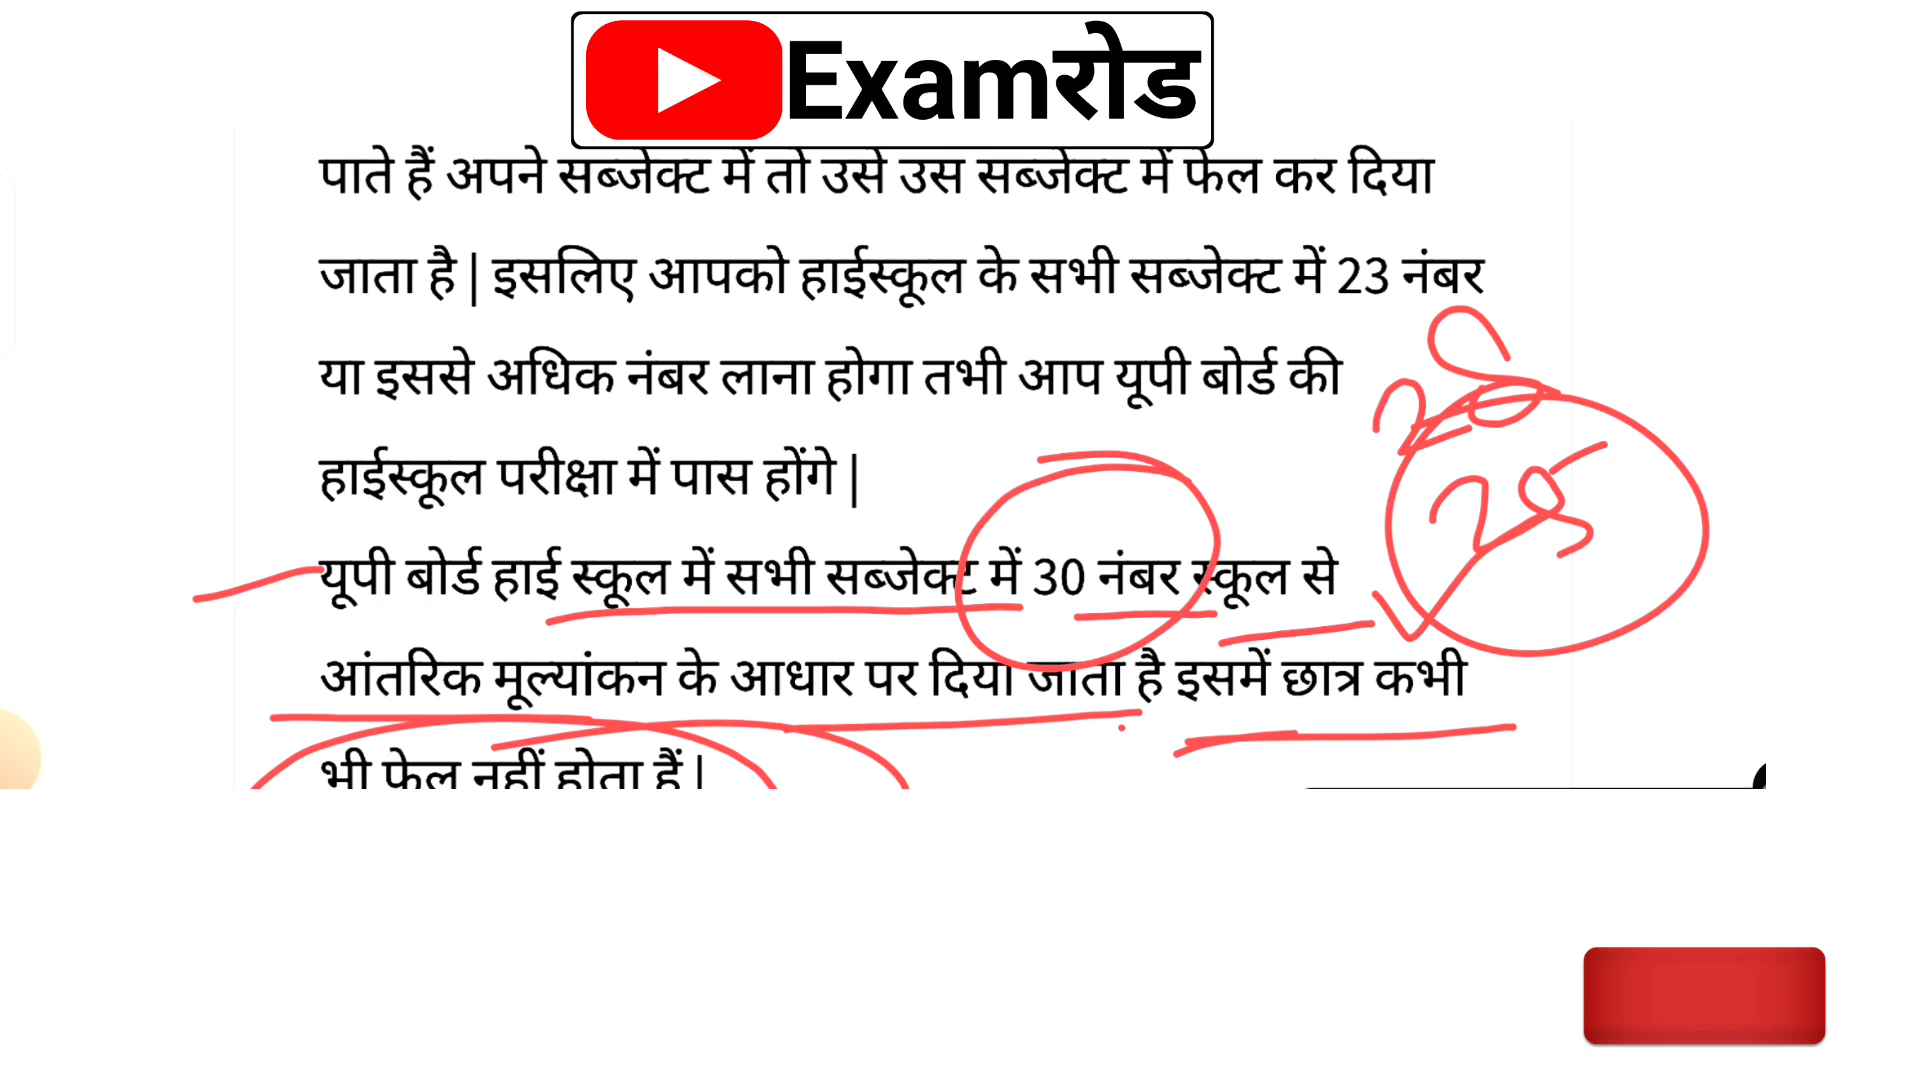 Examरोड
पाते हैं अपने सब्जेक्ट में तो उसे उस सब्जेक्ट में फेल कर दिया
जाता है | इसलिए आपको हाईस्कूल के सभी सब्जेक्ट में 23 नंबर
या इससे अधिक नंबर लाना होगा तभी आप यूपी बोर्ड की
हाईस्कूल परीक्षा में पास होंगे |
यूपी बोर्ड हाई स्कूल में सभी सब्जेक्ट में 30 नंबर स्कूल से
आंतरिक मूल्यांकन के आधार पर दिया जाता है इसमें छात्र कभी
भी फेल नहीं होता हैं |
25